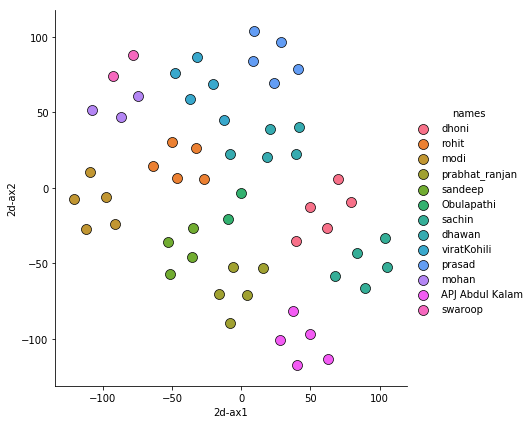 100
50
0
−50
−100
2d-ax2
−100
−50
0
50
100
2d-ax1
names
dhoni
rohit
modi
prabhat_ranjan
sandeep
Obulapathi
sachin
dhawan
viratKohili
prasad
mohan
APJ Abdul Kalam
swaroop